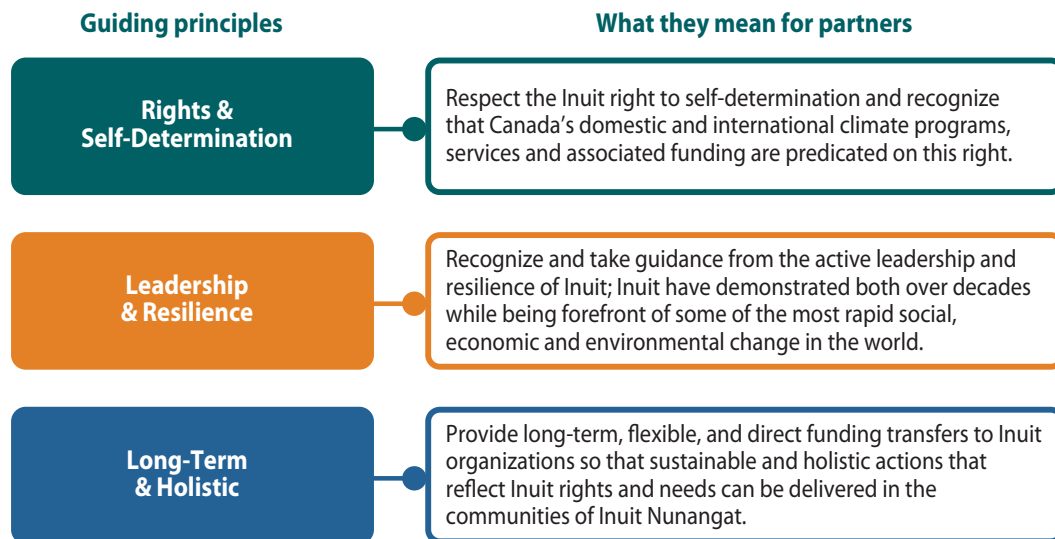 Guiding principles
What they mean for partners
Rights &
Self-Determination
Respect the Inuit right to self-determination and recognize
that Canada’s domestic and international climate programs,
services and associated funding are predicated on this right.
Leadership
& Resilience
Recognize and take guidance from the active leadership and
resilience of Inuit; Inuit have demonstrated both over decades
while being forefront of some of the most rapid social,
economic and environmental change in the world.
Long-Term
& Holistic
Provide long-term, flexible, and direct funding transfers to Inuit
organizations so that sustainable and holistic actions that
reflect Inuit rights and needs can be delivered in the
communities of Inuit Nunangat.